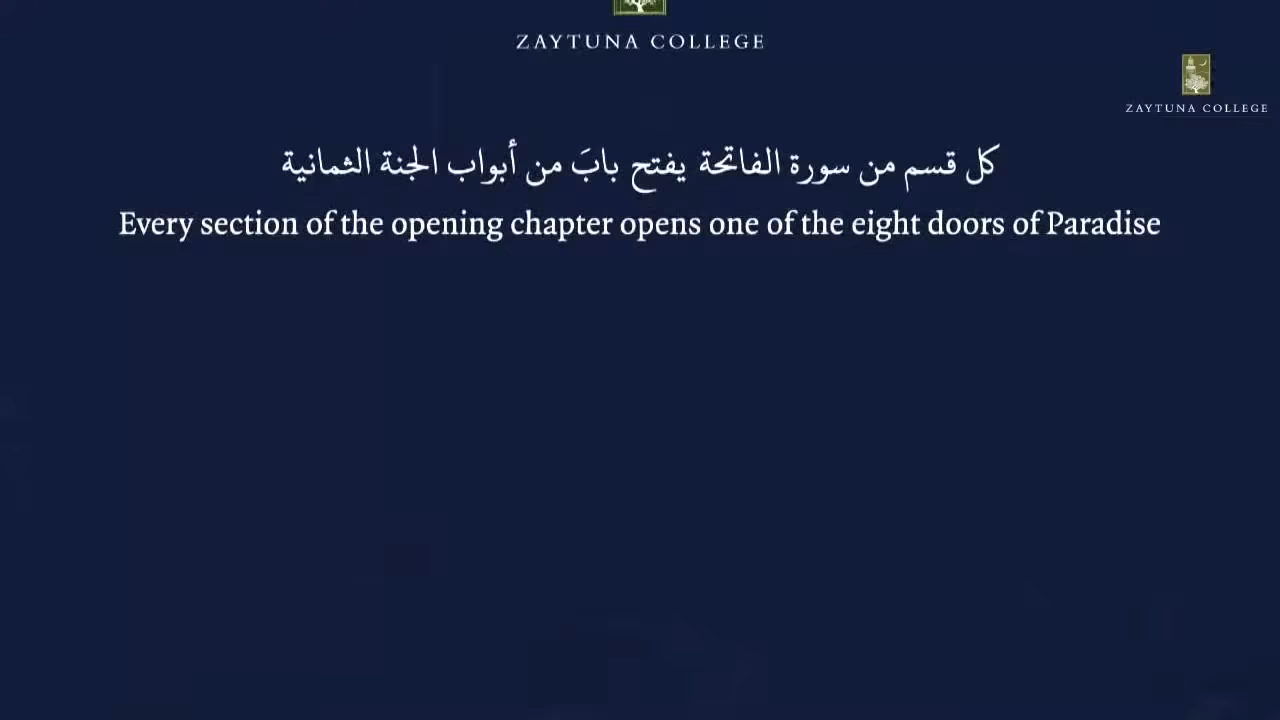 ZAYTUNA COLLEGE
ZAYTUNA COLLEGE
كل قسم من سورة الفاتحة يفتح بابَ من أبواب الجنة الثمانية
Every section of the opening chapter opens one of the eight doors of Paradise